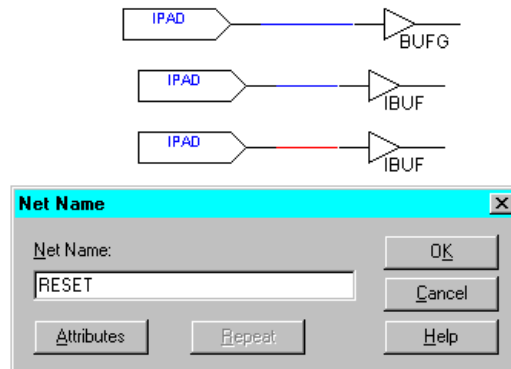 IPAD
BUFG
IPAD
IBUF
IPAD
IBUF
Net Name
Net Name:
OK
RESET
Cancel
Attributes
Repeat
Help